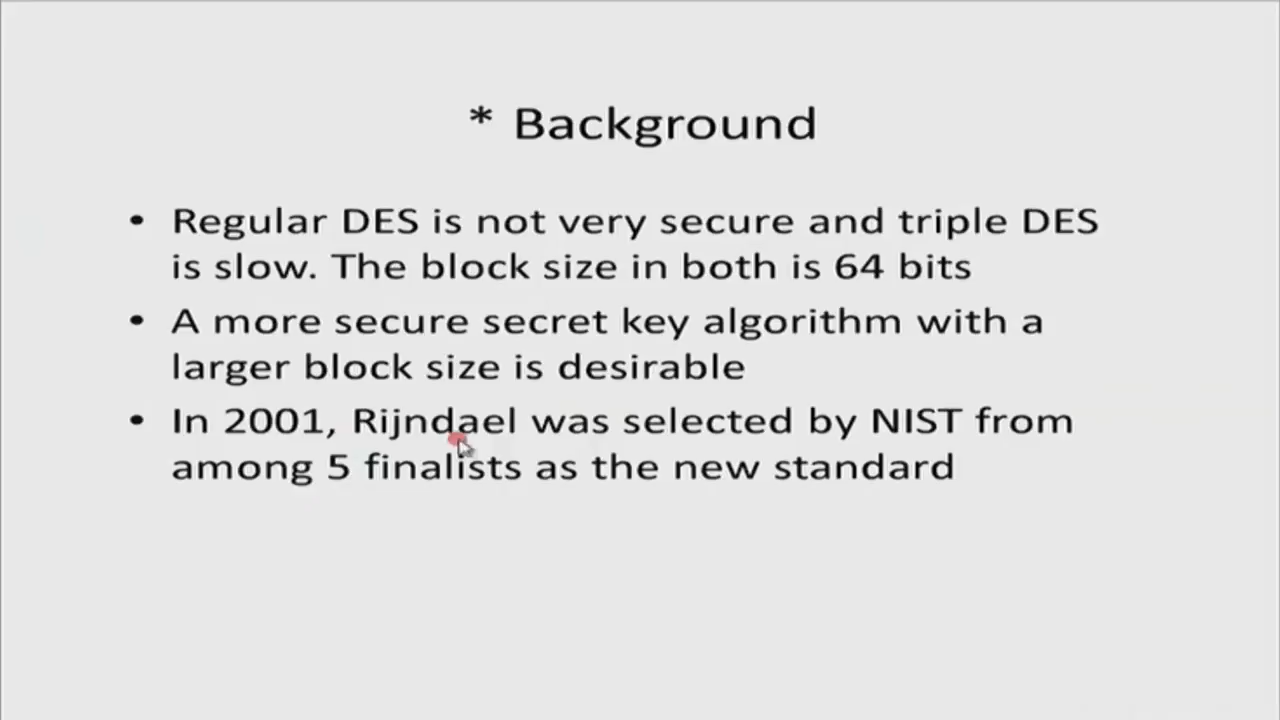 * Background
• Regular DES is not very secure and triple DES
is slow. The block size in both is 64 bits
• A more secure secret key algorithm with a
larger block size is desirable
• In 2001, Rijndael was selected by NIST from
among 5 finalists as the new standard